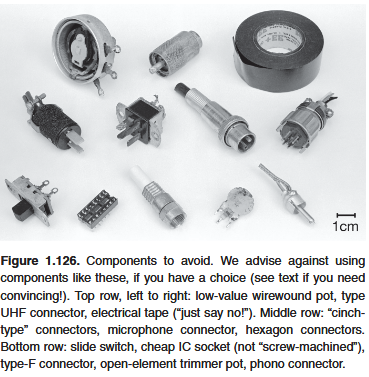 1cm
Figure 1.126. Components to avoid. We advise against using
components like these, if you have a choice (see text if you need
convincing!). Top row, left to right: low-value wirewound pot, type
UHF connector, electrical tape (“just say no!”). Middle row: “cinch-
type” connectors, microphone connector, hexagon connectors.
Bottom row: slide switch, cheap IC socket (not “screw-machined”),
type-F connector, open-element trimmer pot, phono connector.